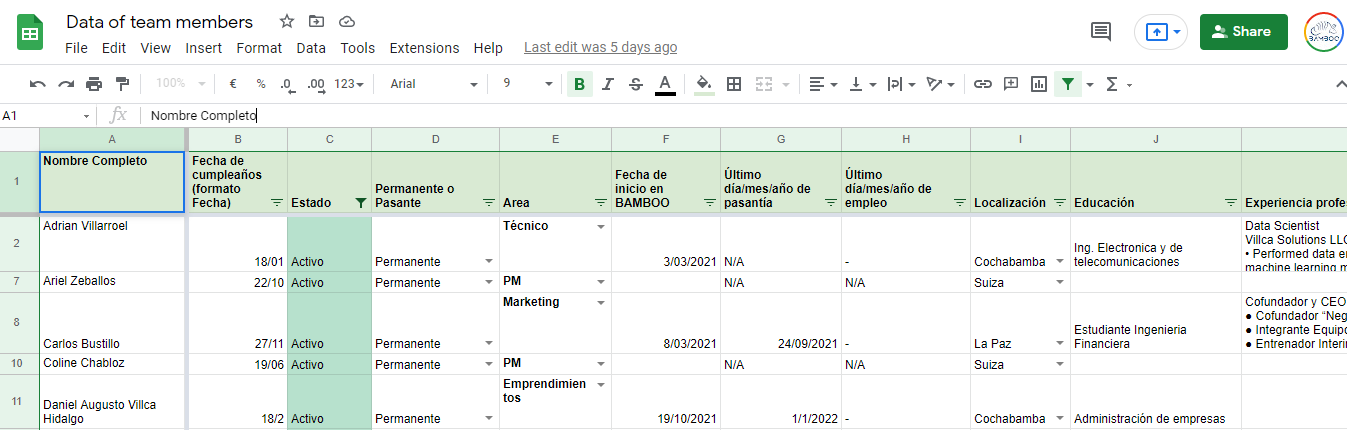 Data of team members
File Edit View Insert Format Data Tools Extensions Help Last edit was 5 days ago
Share
BAMBOO
100% € % .0 .00 123 Arial 9 B I S A Σ
A1 fx Nombre Completo
A B C D E F G H I J
1 Nombre Completo
Fecha de
cumpleaños
(formato
Fecha)
Estado
Permanente o
Pasante
Area
Fecha de
inicio en
BAMBOO
Último
día/mes/año de
pasantía
Último
día/mes/año de
empleo
Localización
Educación
Experiencia profes
2 Adrian Villarroel
18/01 Activo Permanente
Técnico
3/03/2021 N/A - Cochabamba
Ing. Electronica y de
telecomunicaciones
Data Scientist
Villca Solutions LLC
• Performed data en
machine learning m
7 Ariel Zeballos 22/10 Activo Permanente PM N/A N/A Suiza
8 Carlos Bustillo 27/11 Activo Permanente
Marketing
8/03/2021 24/09/2021 - La Paz
Estudiante Ingenieria
Financiera
Cofundador y CEO
● Cofundador “Neg
● Integrante Equipo
● Entrenador Interin
10 Coline Chabloz 19/06 Activo Permanente PM N/A N/A Suiza
11 Daniel Augusto Villca
Hidalgo
18/2 Activo Permanente
Emprendimien
tos
19/10/2021 1/1/2022 - Cochabamba Administración de empresas